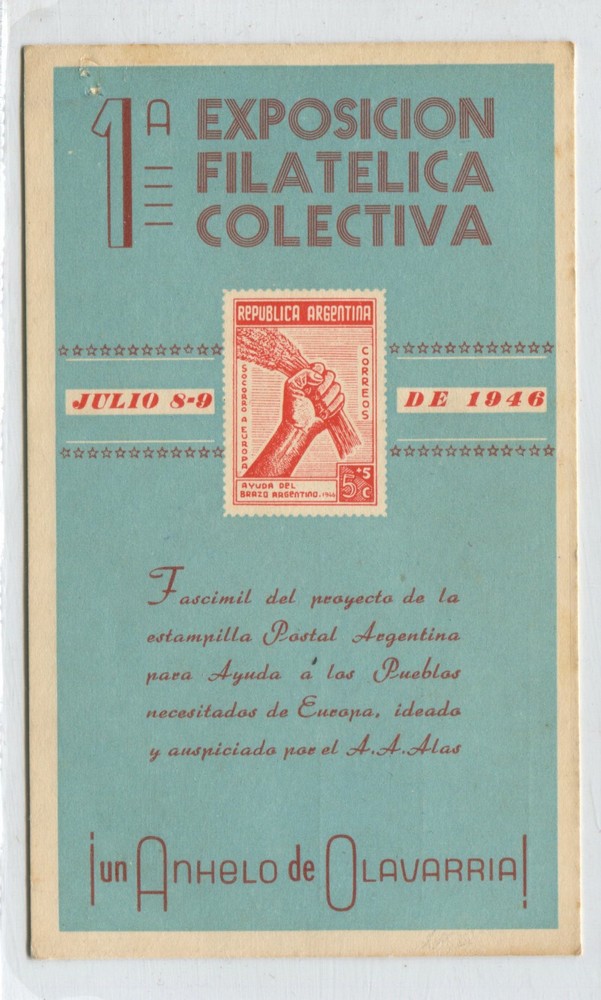 1A EXPOSICION
FILATELICA
COLECTIVA
REPUBLICA ARGENTINA
SOCORRO A EUROPA
CORREOS
AYUDA DEL
BRAZO ARGENTINO. 1946
5+5c
JULIO 8-9 DE 1946
Fascimil del proyecto de la
estampilla Postal Argentina
para Ayuda á los Pueblos
necesitados de Europa, ideado
y auspiciado por el A.A.Alas
¡un Anhelo de OLAVARRIA!